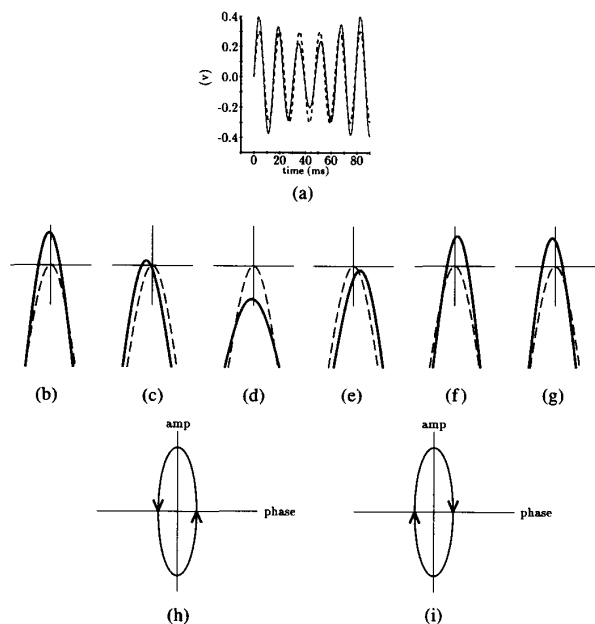 0.4
0.2
0.0
-0.2
-0.4
(v)
0 20 40 60 80
time (ms)
(a)
(b) (c) (d) (e) (f) (g)
amp amp
phase phase
(h) (i)